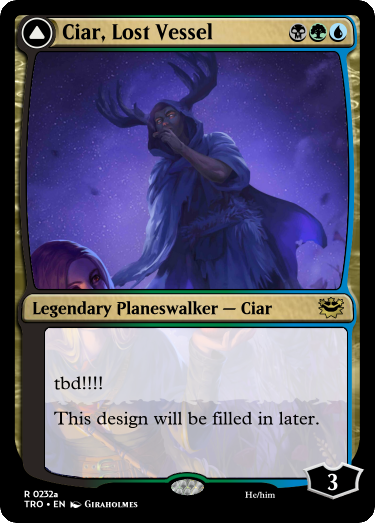 Ciar, Lost Vessel
Legendary Planeswalker — Ciar
tbd!!!!
This design will be filled in later.
3
R 0232a
He/him
TRO • EN GIRAHOLMES